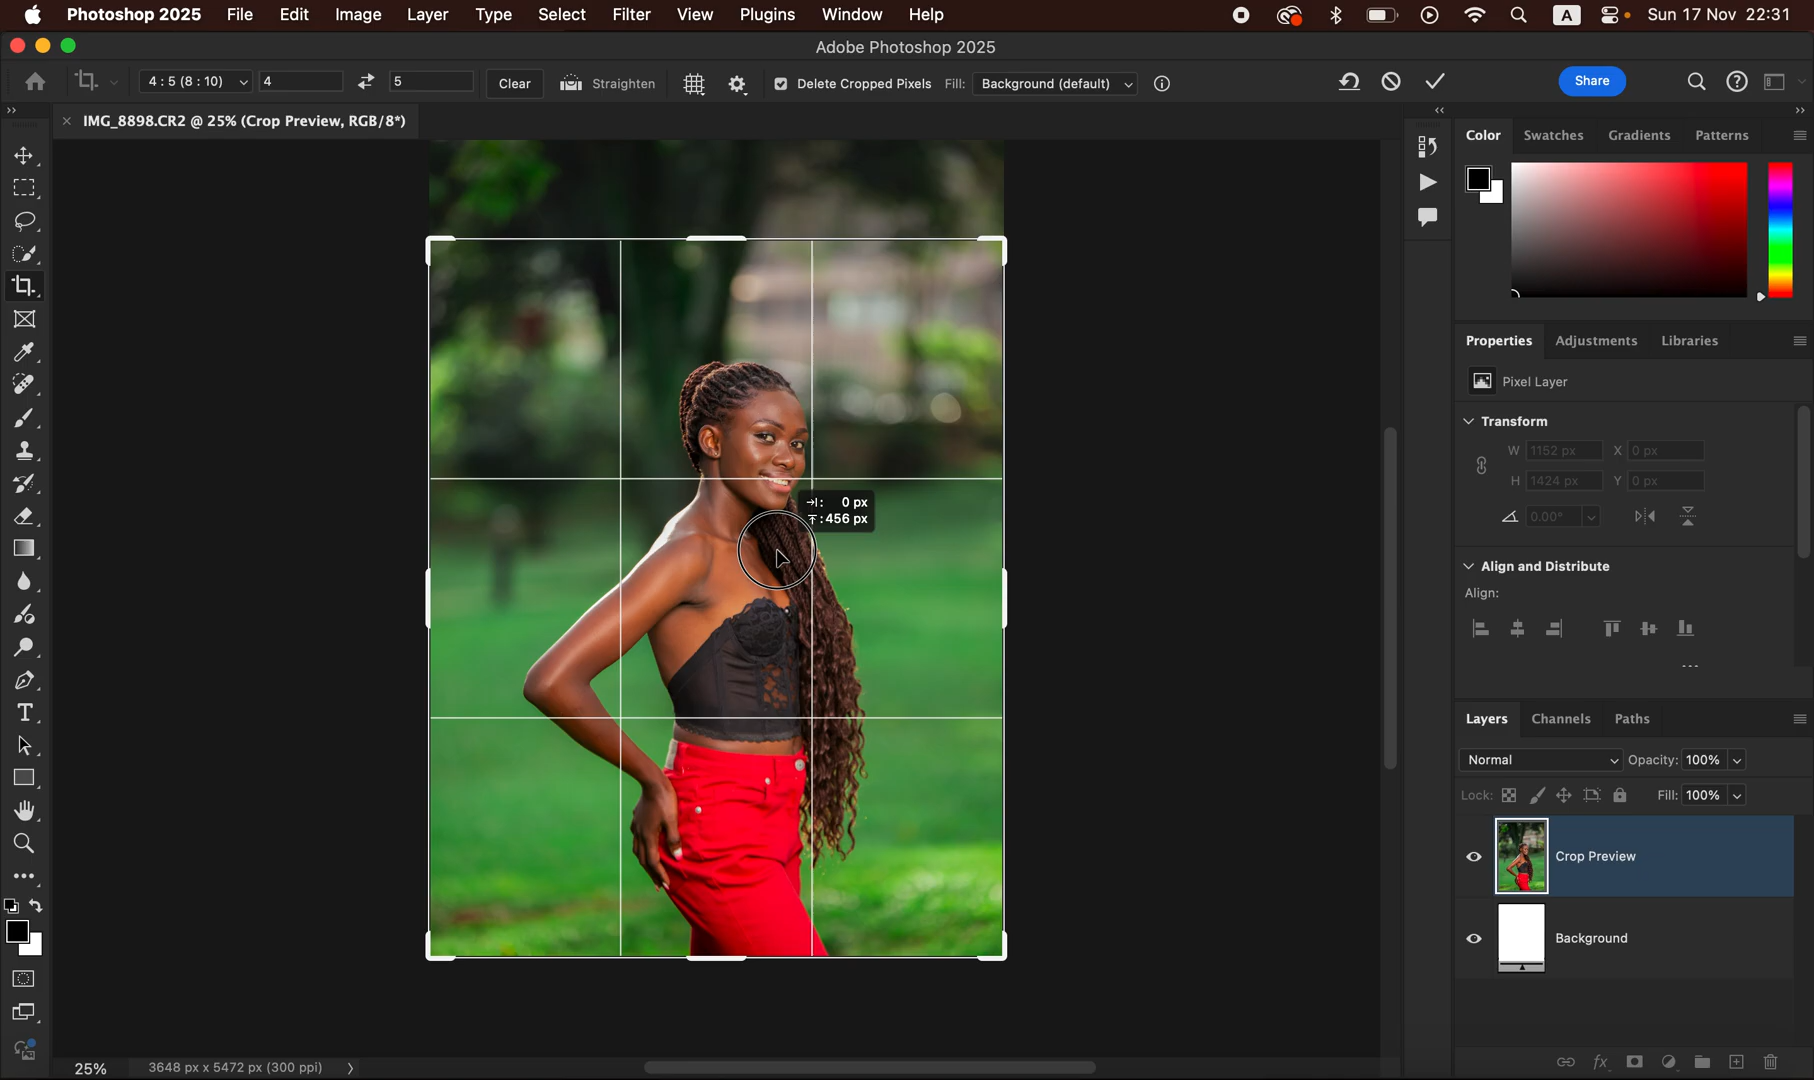 Photoshop 2025 File Edit Image Layer Type Select Filter View Plugins Window Help A Sun 17 Nov 22:31
Adobe Photoshop 2025
4 : 5 (8 : 10) 4 5 Clear Straighten Delete Cropped Pixels Fill: Background (default) Share
IMG_8898.CR2 @ 25% (Crop Preview, RGB/8*)
Color Swatches Gradients Patterns
Properties Adjustments Libraries
Pixel Layer
Transform
W 1152 px X 0 px
H 1424 px Y 0 px
0.00°
→: 0 px
: 456 px
Align and Distribute
Align:
Layers Channels Paths
Normal Opacity: 100%
Lock: Fill: 100%
Crop Preview
Background
25% 3648 px x 5472 px (300 ppi)